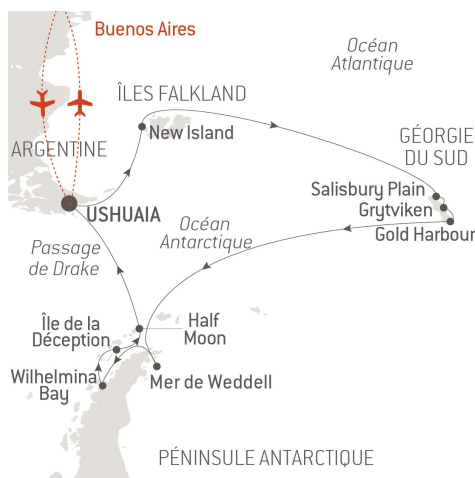 Buenos Aires
Océan
Atlantique
ÎLES FALKLAND
New Island
ARGENTINE
GÉORGIE
DU SUD
Salisbury Plain
Grytviken
Gold Harbour
USHUAIA
Océan
Antarctique
Passage
de Drake
Île de la
Déception
Half
Moon
Wilhelmina
Bay
Mer de Weddell
PÉNINSULE ANTARCTIQUE